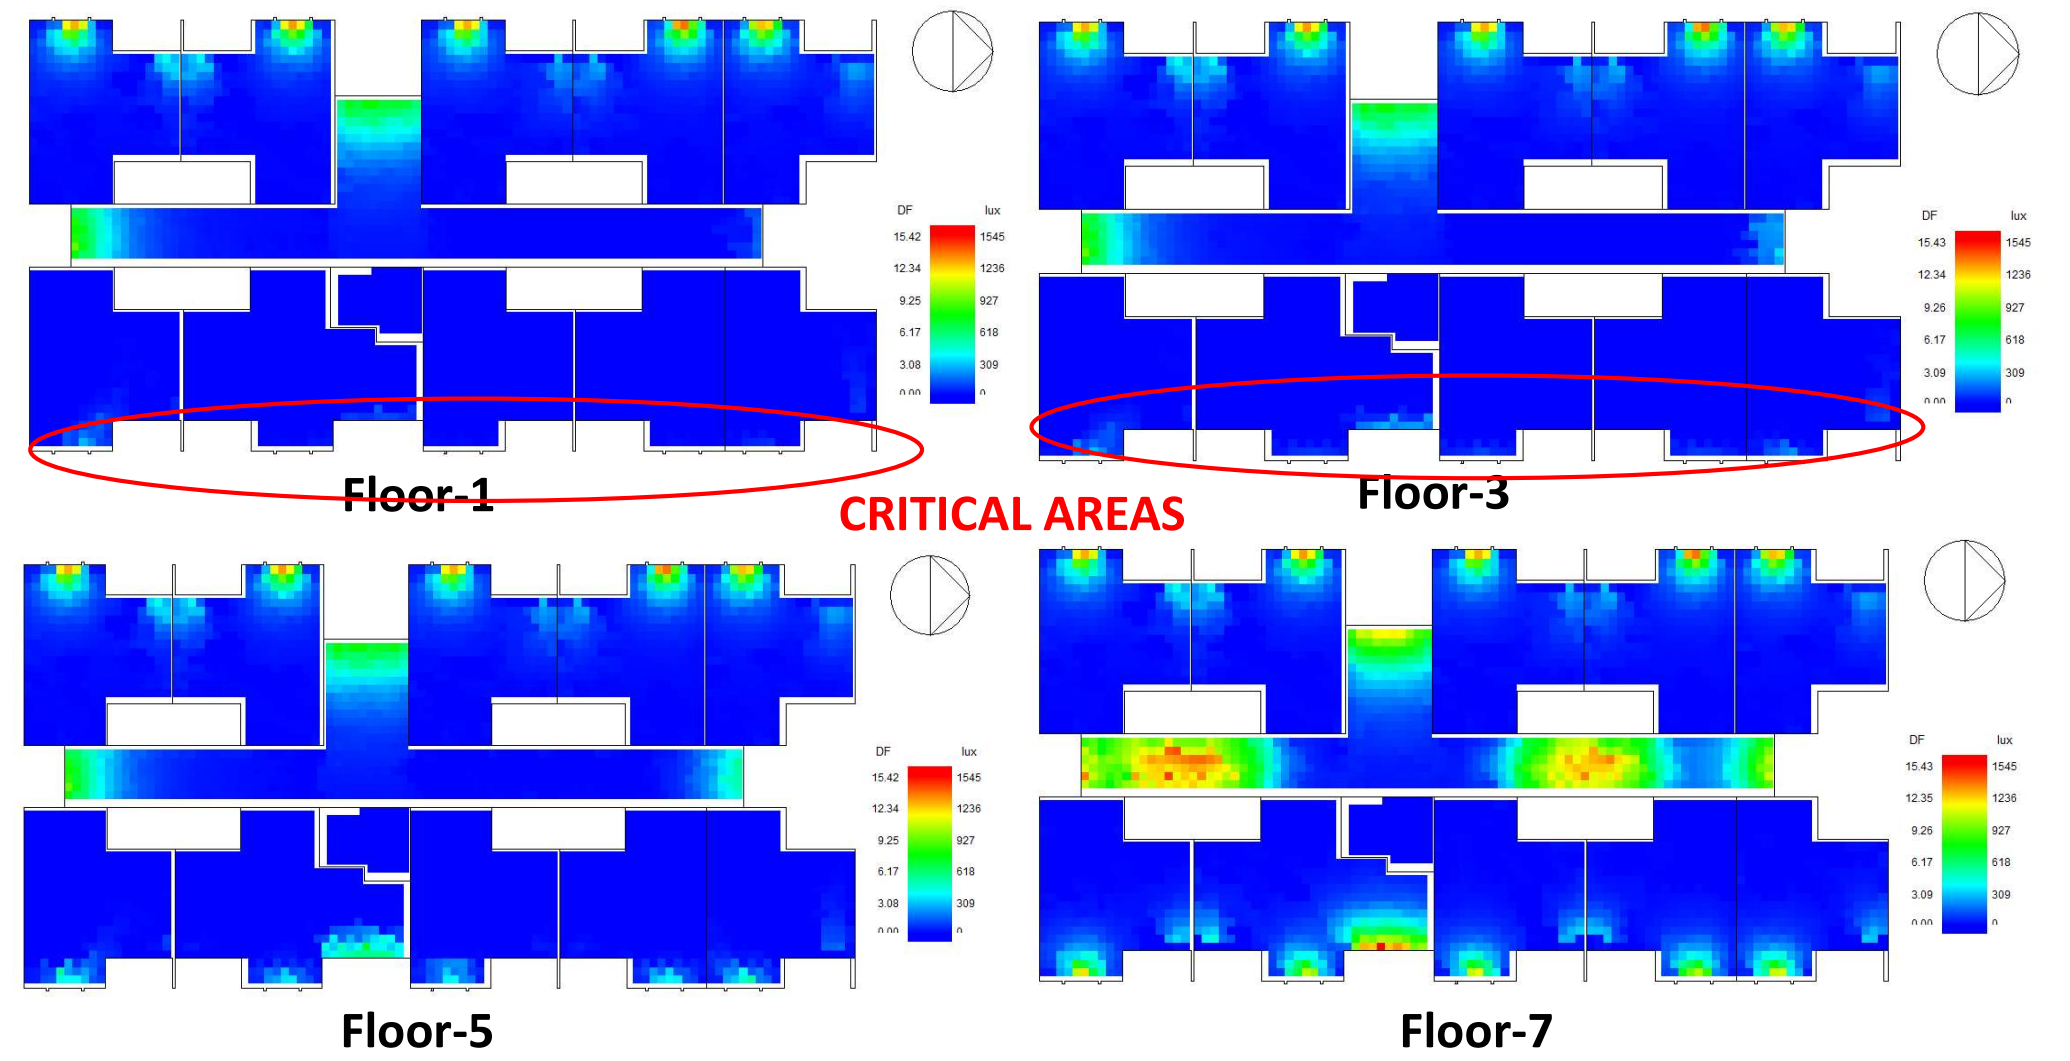 DF lux
15.42 1545
12.34 1236
9.25 927
6.17 618
3.08 309
0.00 0
Floor-1
DF lux
15.43 1545
12.34 1236
9.26 927
6.17 618
3.09 309
0.00 0
Floor-3
CRITICAL AREAS
DF lux
15.42 1545
12.34 1236
9.25 927
6.17 618
3.08 309
0.00 0
Floor-5
DF lux
15.43 1545
12.35 1236
9.26 927
6.17 618
3.09 309
0.00 0
Floor-7